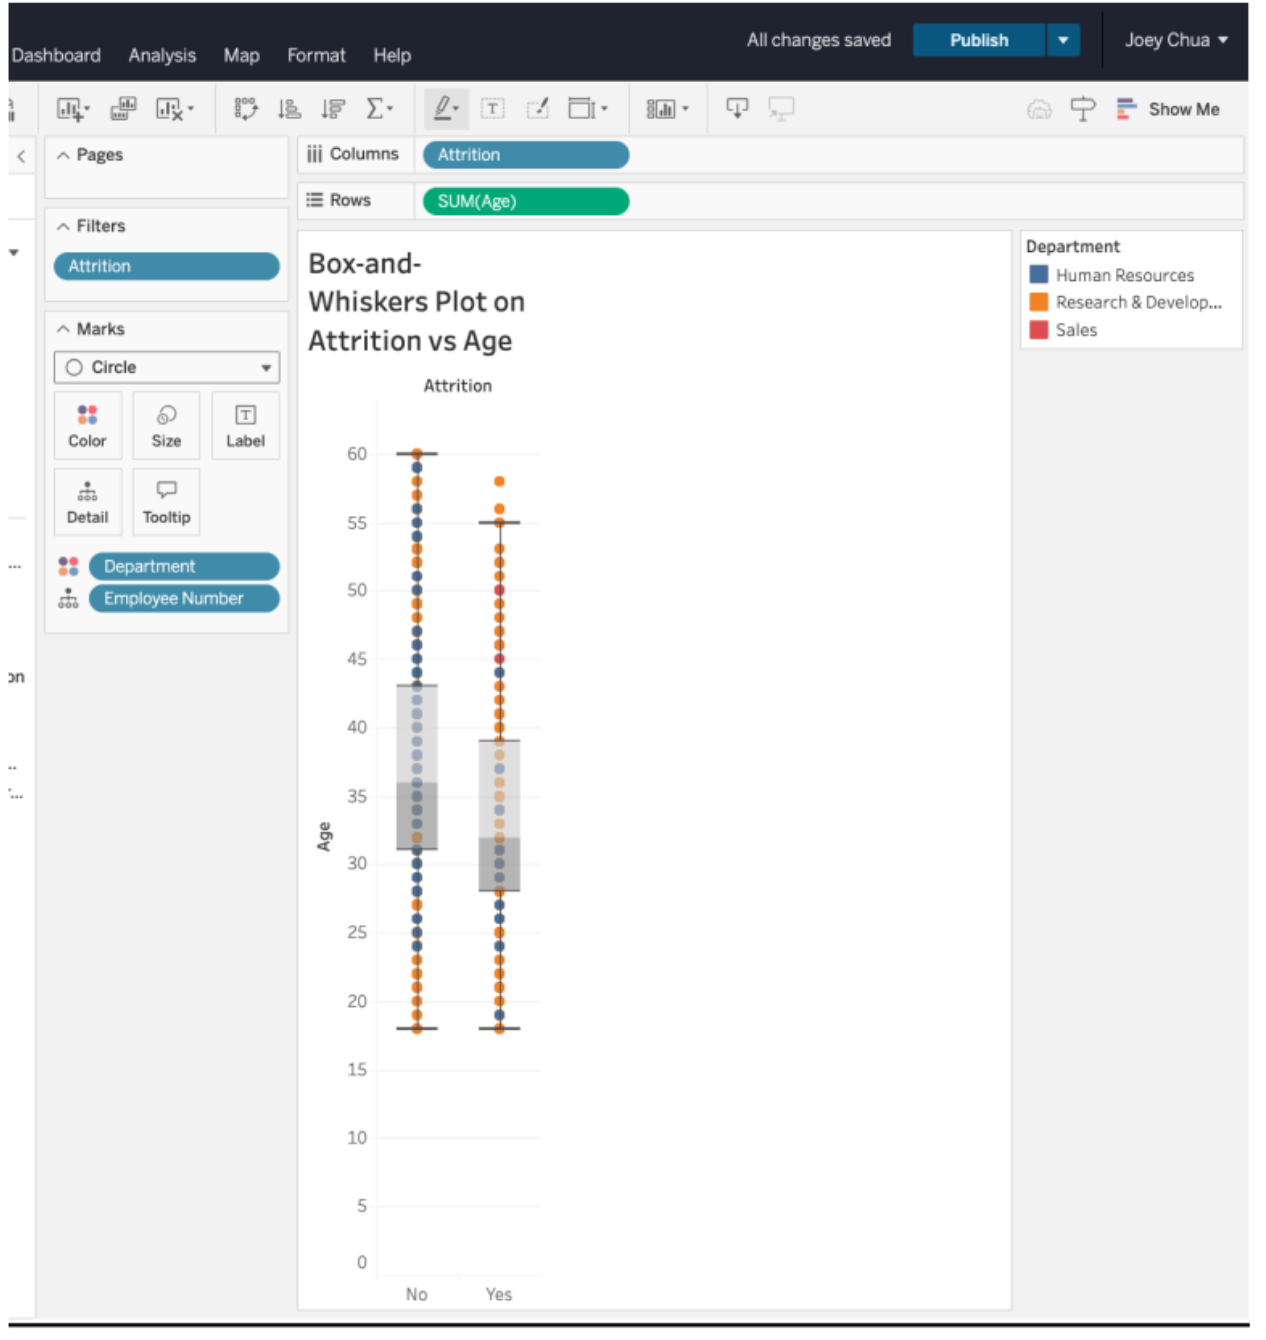 All changes saved
Publish
Joey Chua
Dashboard Analysis Map Format Help
Show Me
Pages
Columns
Attrition
Rows
SUM(Age)
Filters
Attrition
Marks
Circle
Color Size Label
Detail Tooltip
Department
Employee Number
on
Box-and-
Whiskers Plot on
Attrition vs Age
Attrition
60
55
50
45
40
35
30
25
20
15
10
5
0
Age
No Yes
Department
Human Resources
Research & Develop...
Sales